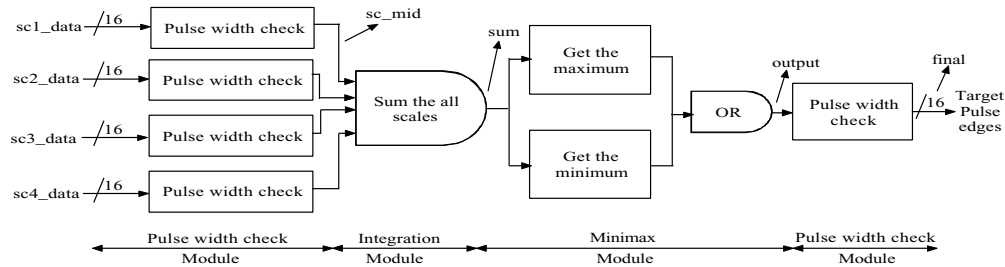 sc1_data
16
Pulse width check
sc_mid
sc2_data
16
Pulse width check
sc3_data
16
Pulse width check
sc4_data
16
Pulse width check
Sum the all
scales
sum
Get the
maximum
Get the
minimum
OR
output
Pulse width
check
final
16
Target
Pulse
edges
Pulse width check
Module
Integration
Module
Minimax
Module
Pulse width check
Module